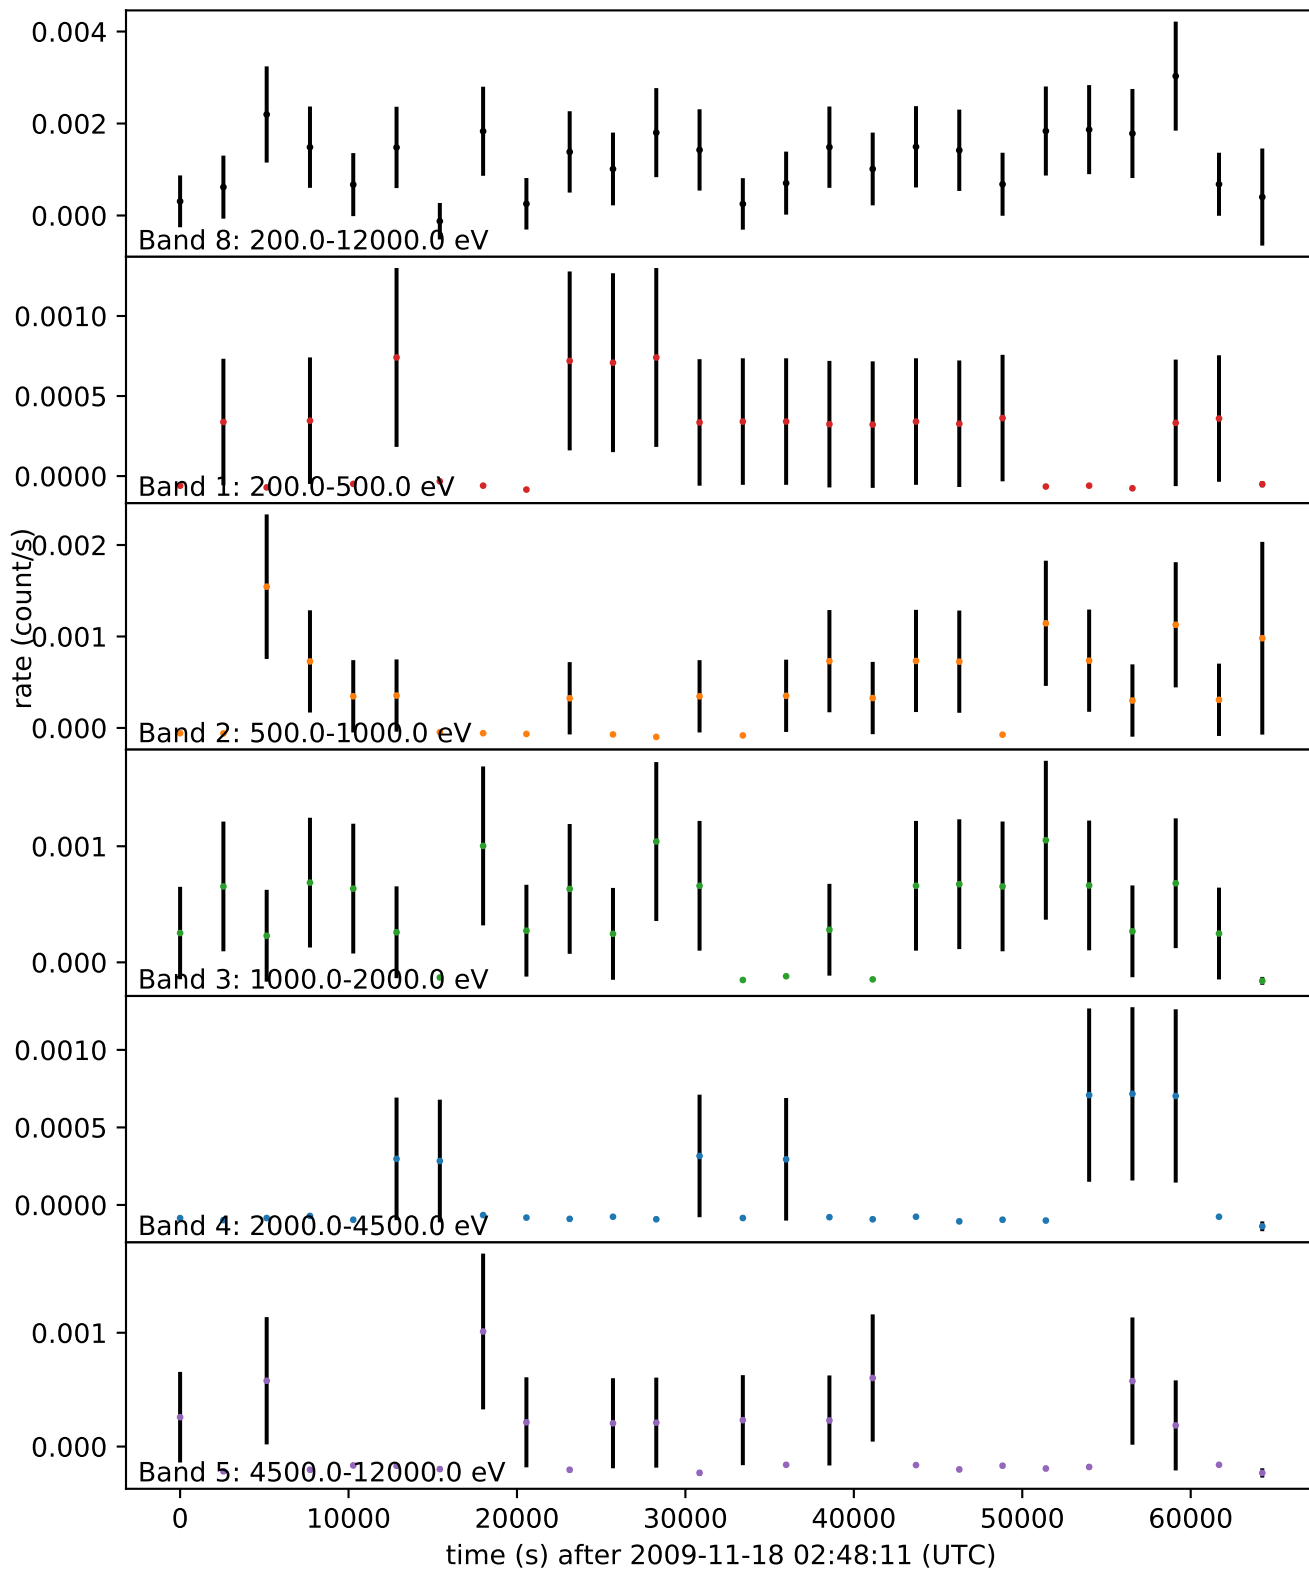 0.004
0.002
0.000
Band 8: 200.0-12000.0 eV
0.0010
0.0005
0.0000
Band 1: 200.0-500.0 eV
rate (count/s)
0.002
0.001
0.000
Band 2: 500.0-1000.0 eV
0.001
0.000
Band 3: 1000.0-2000.0 eV
0.0010
0.0005
0.0000
Band 4: 2000.0-4500.0 eV
0.001
0.000
Band 5: 4500.0-12000.0 eV
0 10000 20000 30000 40000 50000 60000
time (s) after 2009-11-18 02:48:11 (UTC)